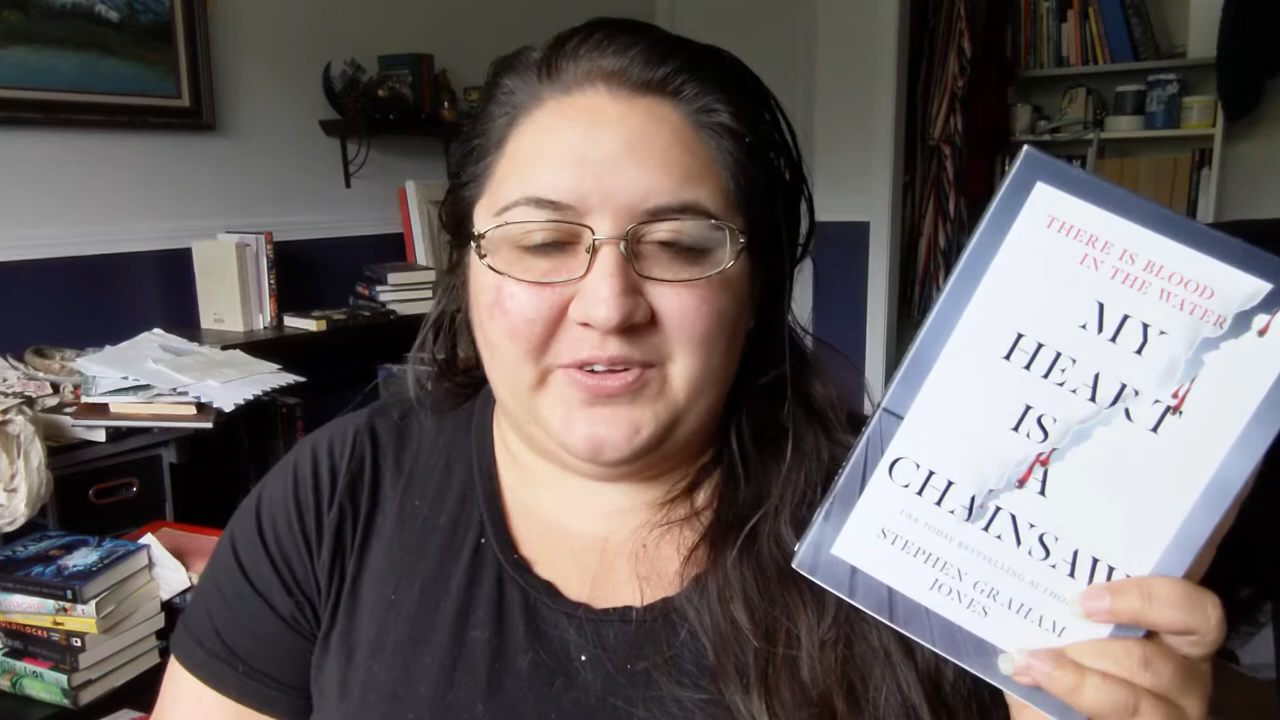 THERE IS BLOOD
IN THE WATER
MY
HEART
IS
A
CHAINSAW
USA TODAY BESTSELLING AUTHOR
STEPHEN GRAHAM
JONES